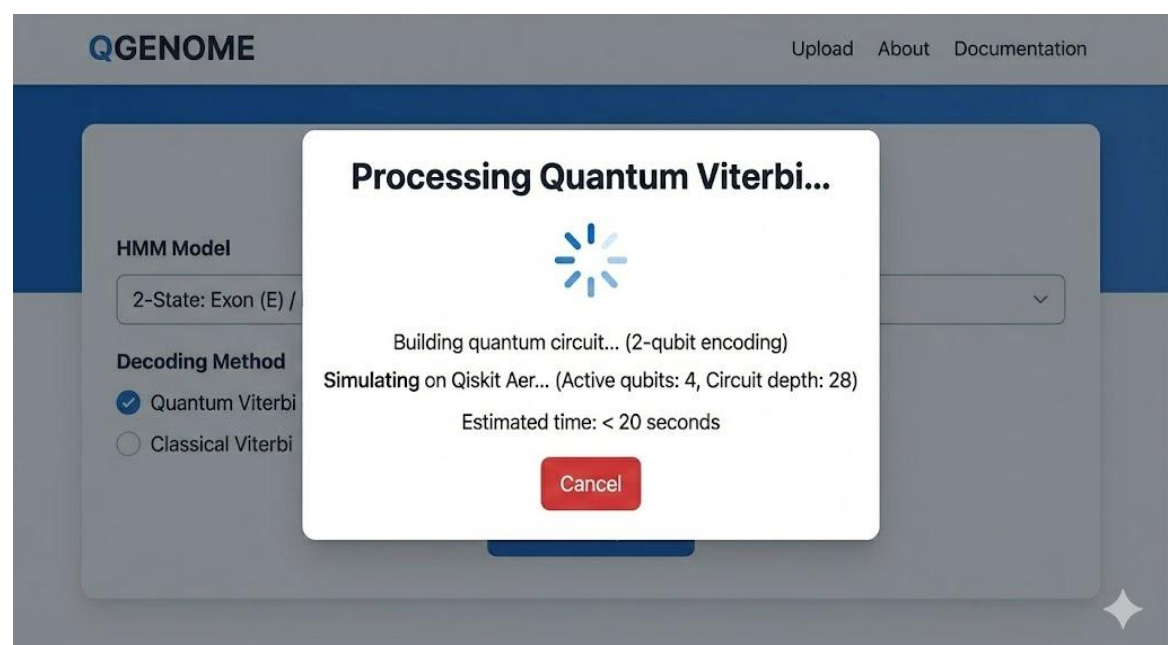 QGENOME
Upload About Documentation
Processing Quantum Viterbi...
HMM Model
2-State: Exon (E) /
Building quantum circuit... (2-qubit encoding)
Decoding Method
Simulating on Qiskit Aer... (Active qubits: 4, Circuit depth: 28)
Quantum Viterbi
Estimated time: < 20 seconds
Classical Viterbi
Cancel